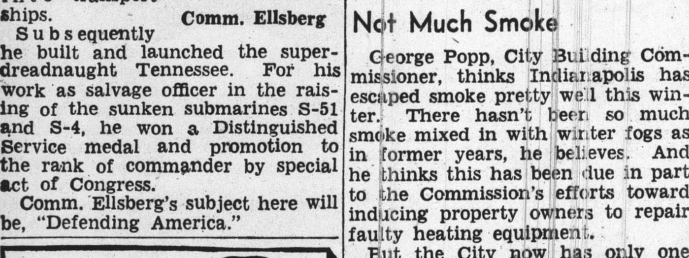 ships.
Comm. Ellsberg
Subsequently
he built and launched the super-
dreadnaught Tennessee. For his
work as salvage officer in the rais-
ing of the sunken submarines S-51
and S-4, he won a Distinguished
Service medal and promotion to
the rank of commander by special
act of Congress.
Comm. Ellsberg's subject here will
be, "Defending America."
Not Much Smoke
George Popp, City Building Com-
missioner, thinks Indianapolis has
escaped smoke pretty well this win-
ter. There hasn't been so much
smoke mixed in with winter fogs as
in former years, he believes. And
he thinks this has been due in part
to the Commission's efforts toward
inducing property owners to repair
faulty heating equipment.
But the City now has only one